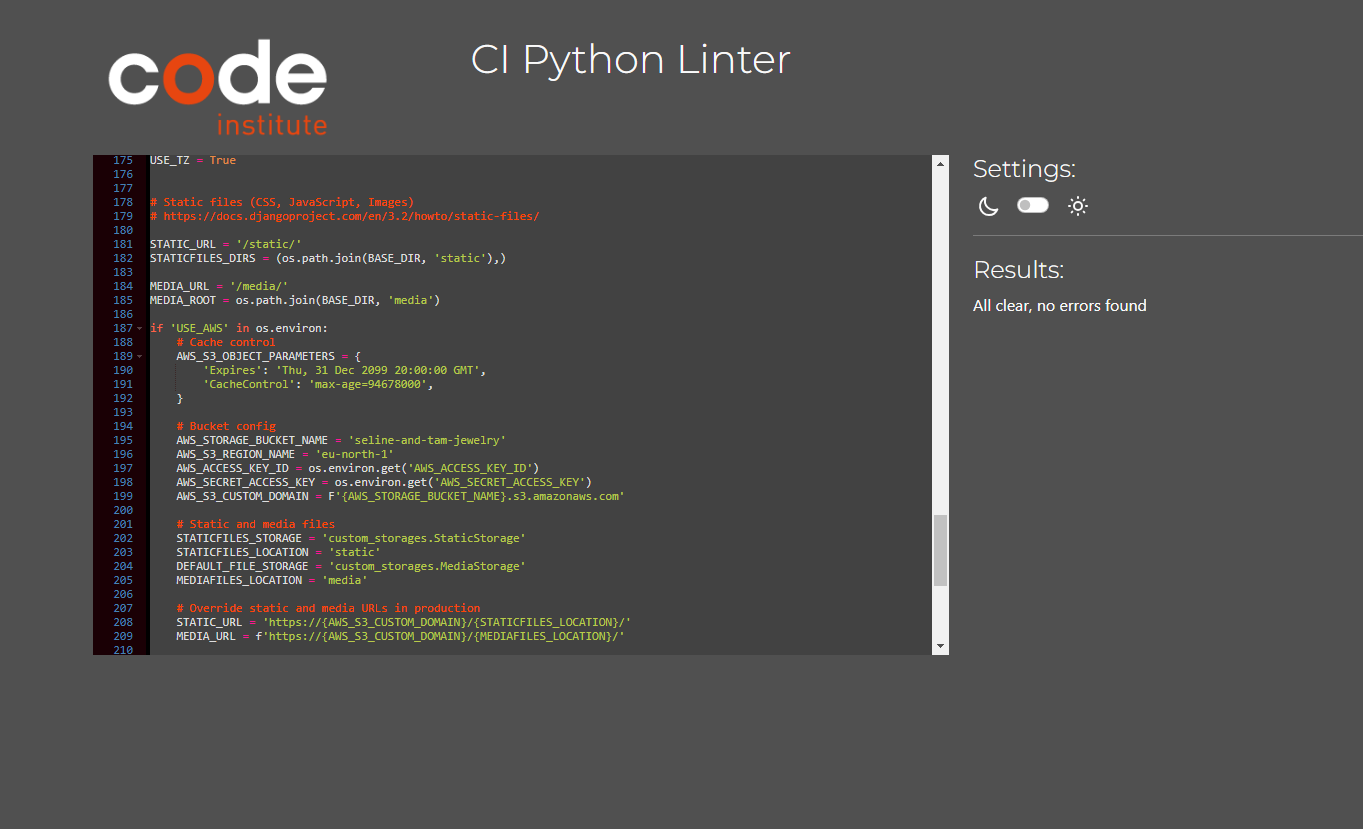 code
institute
CI Python Linter
175 USE_TZ = True
176
177
178 # Static files (CSS, JavaScript, Images)
179 # https://docs.djangoproject.com/en/3.2/howto/static-files/
180
181 STATIC_URL = '/static/'
182 STATICFILES_DIRS = (os.path.join(BASE_DIR, 'static'),)
183
184 MEDIA_URL = '/media/'
185 MEDIA_ROOT = os.path.join(BASE_DIR, 'media')
186
187 if 'USE_AWS' in os.environ:
188     # Cache control
189     AWS_S3_OBJECT_PARAMETERS = {
190         'Expires': 'Thu, 31 Dec 2099 20:00:00 GMT',
191         'CacheControl': 'max-age=94678000',
192     }
193
194     # Bucket config
195     AWS_STORAGE_BUCKET_NAME = 'seline-and-tam-jewelry'
196     AWS_S3_REGION_NAME = 'eu-north-1'
197     AWS_ACCESS_KEY_ID = os.environ.get('AWS_ACCESS_KEY_ID')
198     AWS_SECRET_ACCESS_KEY = os.environ.get('AWS_SECRET_ACCESS_KEY')
199     AWS_S3_CUSTOM_DOMAIN = F'{AWS_STORAGE_BUCKET_NAME}.s3.amazonaws.com'
200
201     # Static and media files
202     STATICFILES_STORAGE = 'custom_storages.StaticStorage'
203     STATICFILES_LOCATION = 'static'
204     DEFAULT_FILE_STORAGE = 'custom_storages.MediaStorage'
205     MEDIAFILES_LOCATION = 'media'
206
207     # Override static and media URLs in production
208     STATIC_URL = 'https://{AWS_S3_CUSTOM_DOMAIN}/{STATICFILES_LOCATION}/'
209     MEDIA_URL = f'https://{AWS_S3_CUSTOM_DOMAIN}/{MEDIAFILES_LOCATION}/'
210
Settings:
Results:
All clear, no errors found